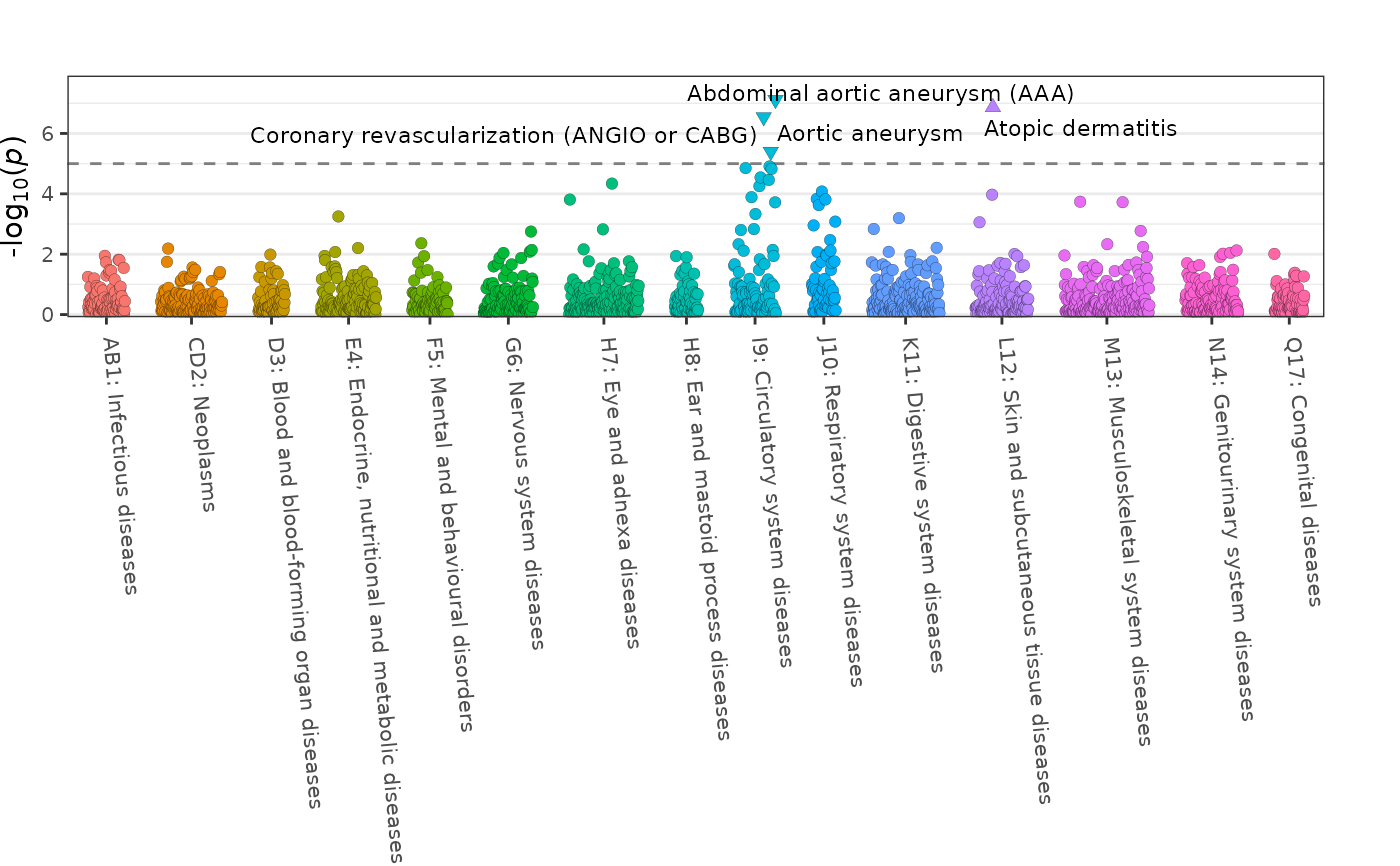 Abdominal aortic aneurysm (AAA)
Coronary revascularization (ANGIO or CABG)
Aortic aneurysm
Atopic dermatitis
-log10(p)
6
4
2
0
AB1: Infectious diseases
CD2: Neoplasms
D3: Blood and blood-forming organ diseases
E4: Endocrine, nutritional and metabolic diseases
F5: Mental and behavioural disorders
G6: Nervous system diseases
H7: Eye and adnexa diseases
H8: Ear and mastoid process diseases
I9: Circulatory system diseases
J10: Respiratory system diseases
K11: Digestive system diseases
L12: Skin and subcutaneous tissue diseases
M13: Musculoskeletal system diseases
N14: Genitourinary system diseases
Q17: Congenital diseases